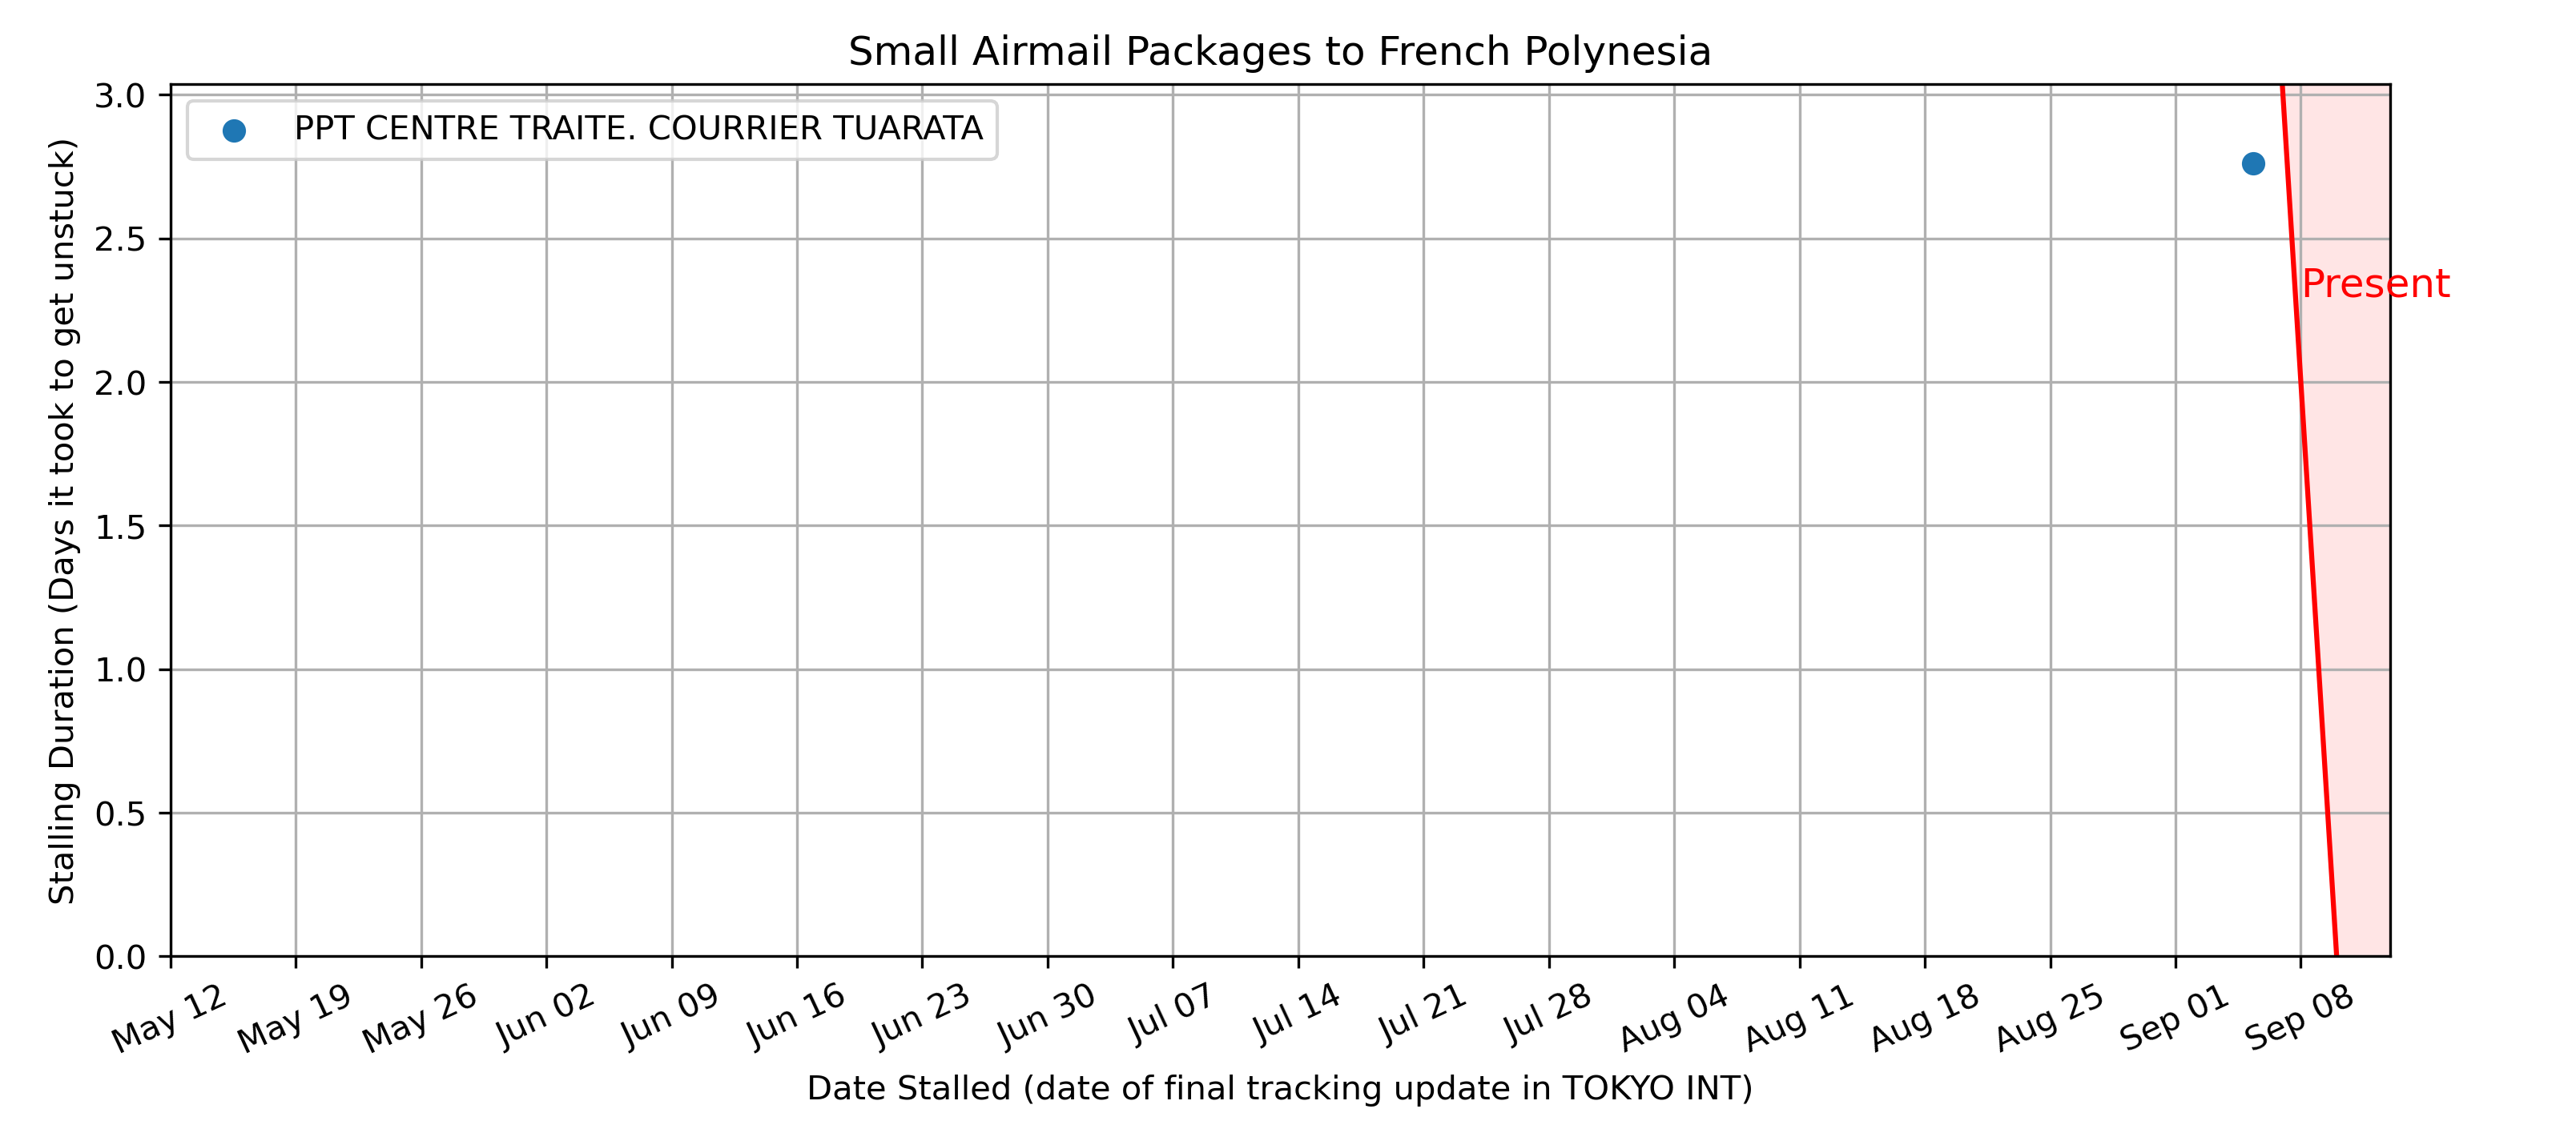 Small Airmail Packages to French Polynesia
PPT CENTRE TRAITE. COURRIER TUARATA
Present
Stalling Duration (Days it took to get unstuck)
3.0
2.5
2.0
1.5
1.0
0.5
0.0
May 12
May 19
May 26
Jun 02
Jun 09
Jun 16
Jun 23
Jun 30
Jul 07
Jul 14
Jul 21
Jul 28
Aug 04
Aug 11
Aug 18
Aug 25
Sep 01
Sep 08
Date Stalled (date of final tracking update in TOKYO INT)